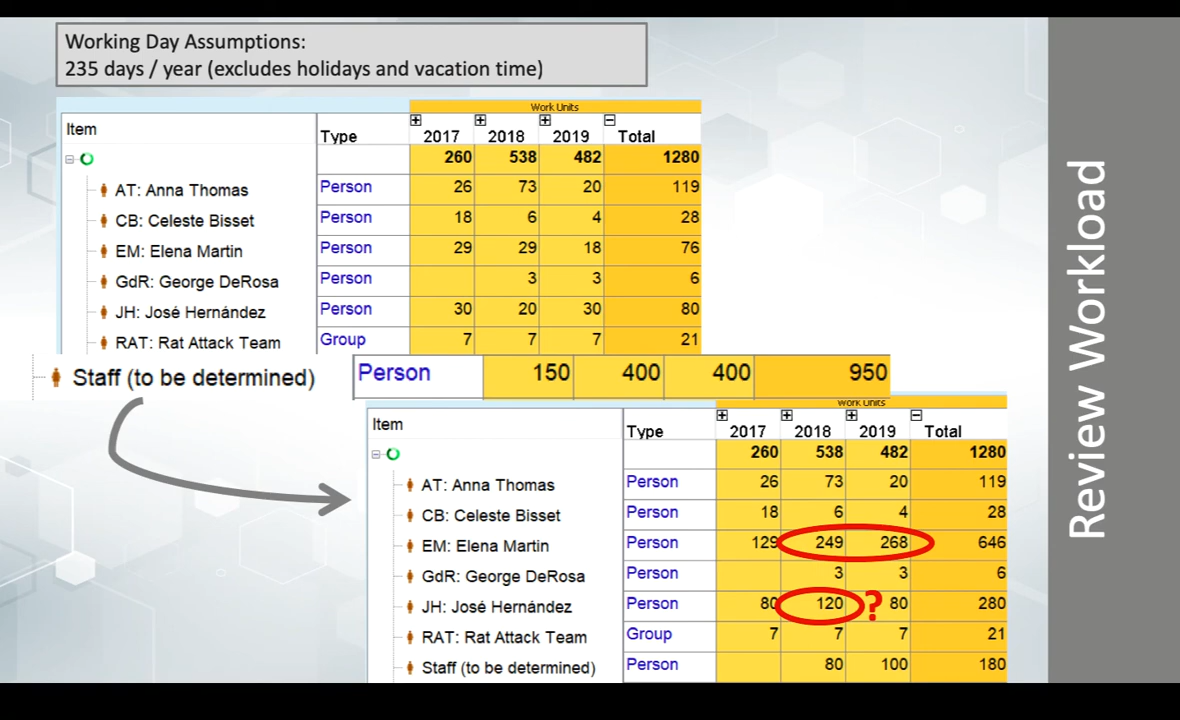 Working Day Assumptions:
235 days / year (excludes holidays and vacation time)
Work Units
Item Type 2017 2018 2019 Total
260 538 482 1280
AT: Anna Thomas Person 26 73 20 119
CB: Celeste Bisset Person 18 6 4 28
EM: Elena Martin Person 29 29 18 76
GdR: George DeRosa Person 3 3 6
JH: José Hernández Person 30 20 30 80
RAT: Rat Attack Team Group 7 7 7 21
Staff (to be determined) Person 150 400 400 950
Work Units
Item Type 2017 2018 2019 Total
260 538 482 1280
AT: Anna Thomas Person 26 73 20 119
CB: Celeste Bisset Person 18 6 4 28
EM: Elena Martin Person 129 249 268 646
GdR: George DeRosa Person 3 3 6
JH: José Hernández Person 80 120 ? 80 280
RAT: Rat Attack Team Group 7 7 7 21
Staff (to be determined) Person 80 100 180
Review Workload